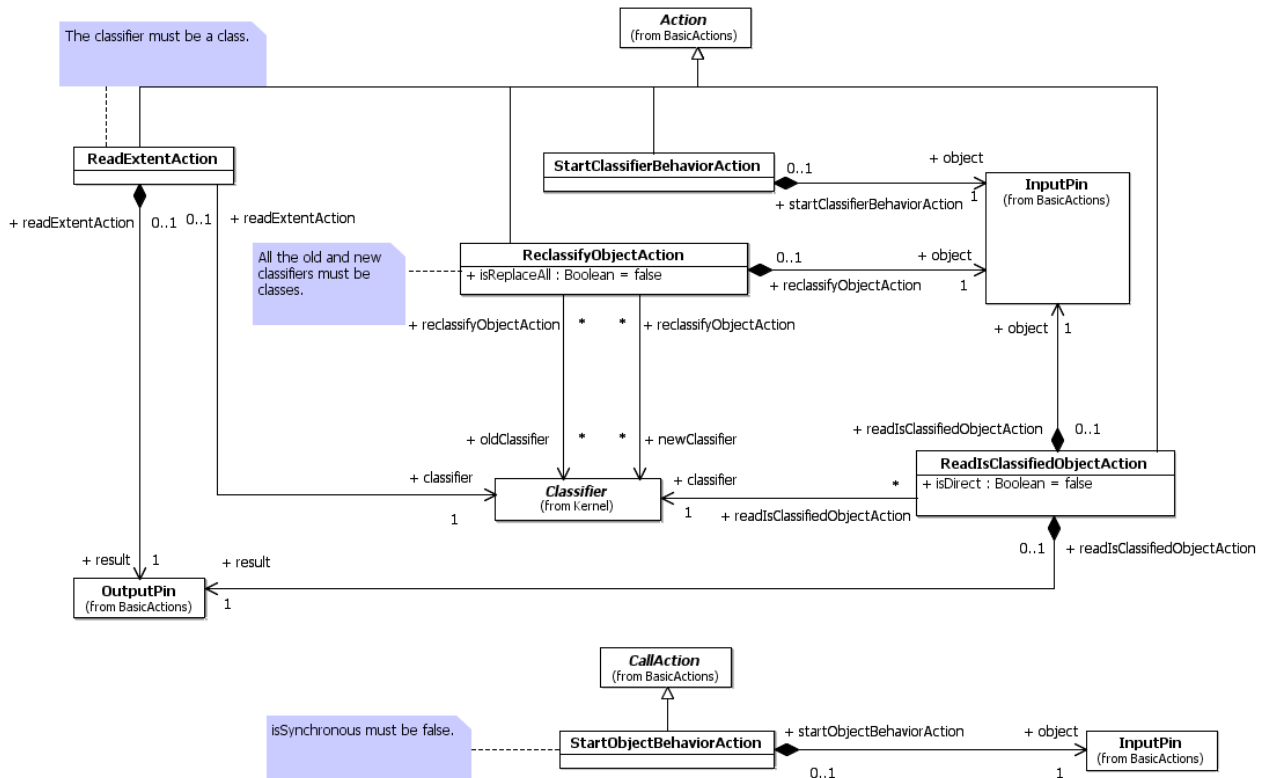 Action
(from BasicActions)
The classifier must be a class.
ReadExtentAction
StartClassifierBehaviorAction
0..1
+ object
+ startClassifierBehaviorAction
1
InputPin
(from BasicActions)
+ readExtentAction
0..1
0..1
+ readExtentAction
All the old and new
classifiers must be
classes.
ReclassifyObjectAction
+ isReplaceAll : Boolean = false
0..1
+ object
+ reclassifyObjectAction
1
+ reclassifyObjectAction
*
*
+ reclassifyObjectAction
+ object
1
+ oldClassifier
*
*
+ newClassifier
+ readIsClassifiedObjectAction
0..1
ReadIsClassifiedObjectAction
+ isDirect : Boolean = false
+ classifier
1
Classifier
(from Kernel)
+ classifier
*
1
+ readIsClassifiedObjectAction
0..1
+ readIsClassifiedObjectAction
+ result
1
+ result
1
OutputPin
(from BasicActions)
CallAction
(from BasicActions)
isSynchronous must be false.
StartObjectBehaviorAction
+ startObjectBehaviorAction
0..1
+ object
1
InputPin
(from BasicActions)